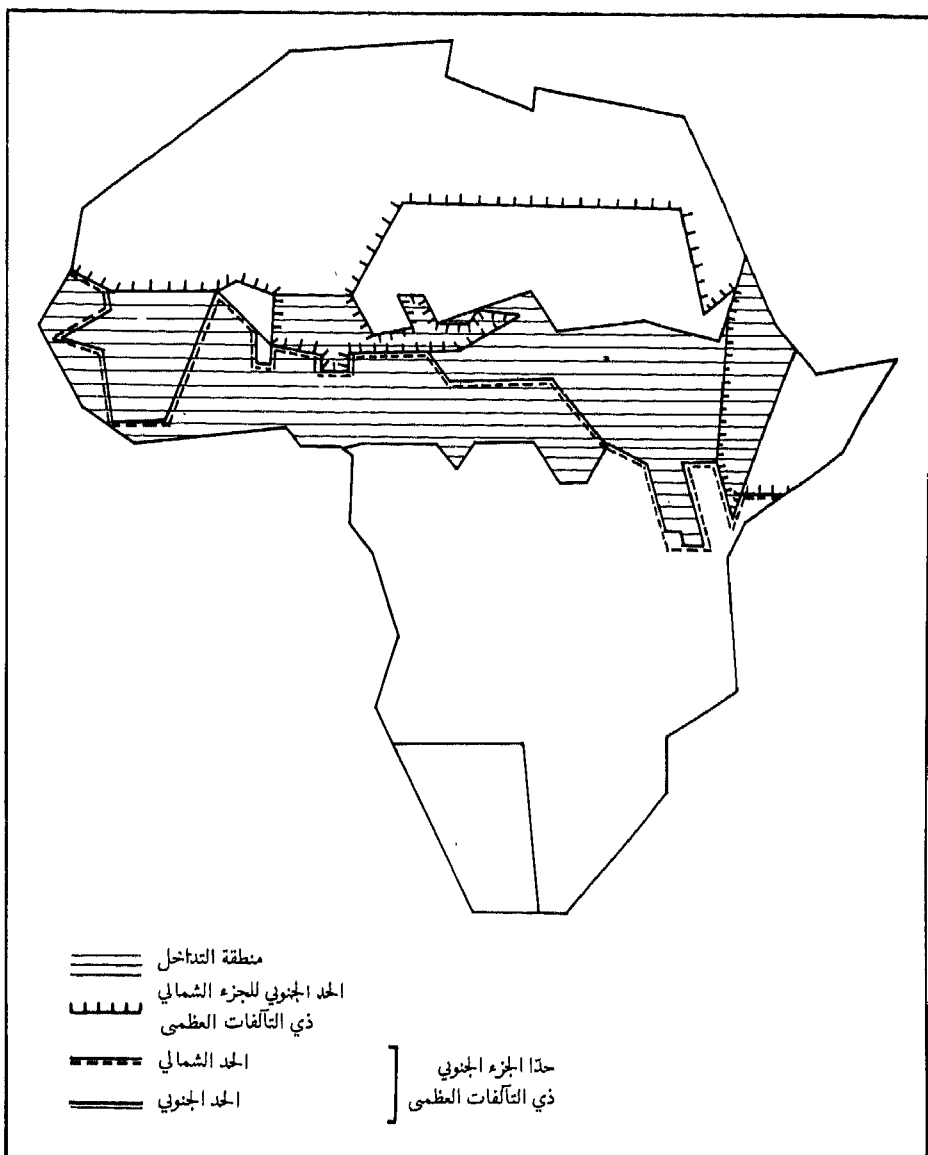 منطقة التداخل
الحد الجنوبي للجزء الشمالي
ذي التآلفات العظمى
الحد الشمالي
الحد الجنوبي
حدّا الجزء الجنوبي
ذي التآلفات العظمى